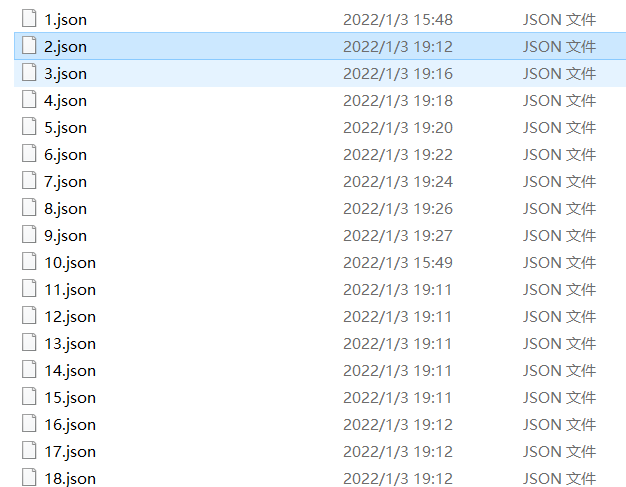 1.json 2022/1/3 15:48 JSON 文件
2.json 2022/1/3 19:12 JSON 文件
3.json 2022/1/3 19:16 JSON 文件
4.json 2022/1/3 19:18 JSON 文件
5.json 2022/1/3 19:20 JSON 文件
6.json 2022/1/3 19:22 JSON 文件
7.json 2022/1/3 19:24 JSON 文件
8.json 2022/1/3 19:26 JSON 文件
9.json 2022/1/3 19:27 JSON 文件
10.json 2022/1/3 15:49 JSON 文件
11.json 2022/1/3 19:11 JSON 文件
12.json 2022/1/3 19:11 JSON 文件
13.json 2022/1/3 19:11 JSON 文件
14.json 2022/1/3 19:11 JSON 文件
15.json 2022/1/3 19:11 JSON 文件
16.json 2022/1/3 19:12 JSON 文件
17.json 2022/1/3 19:12 JSON 文件
18.json 2022/1/3 19:12 JSON 文件